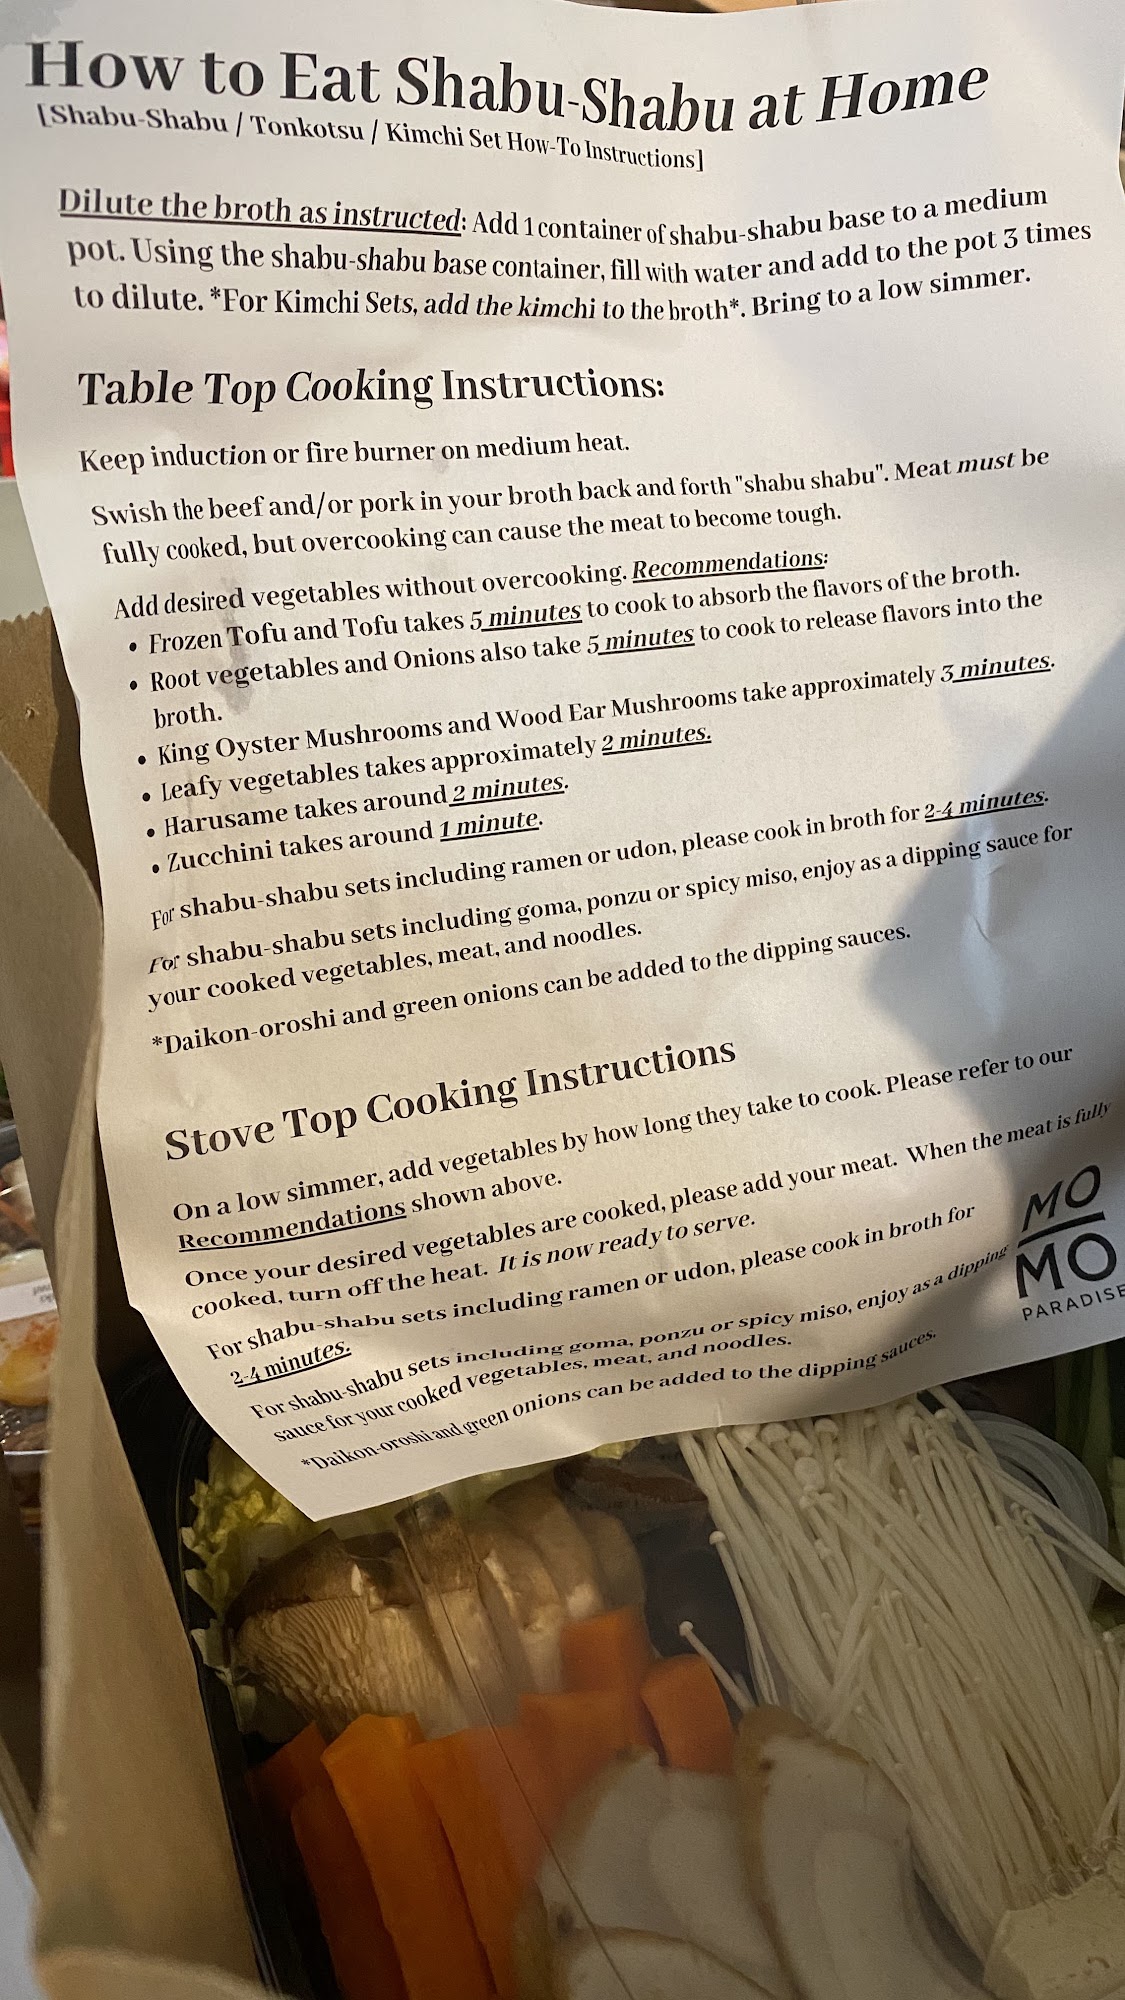 How to Eat Shabu-Shabu at Home
[Shabu-Shabu / Tonkotsu / Kimchi Set How-To Instructions]
Dilute the broth as instructed: Add 1 container of shabu-shabu base to a medium
pot. Using the shabu-shabu base container, fill with water and add to the pot 3 times
to dilute. *For Kimchi Sets, add the kimchi to the broth*. Bring to a low simmer.
Table Top Cooking Instructions:
Keep induction or fire burner on medium heat.
Swish the beef and/or pork in your broth back and forth "shabu shabu". Meat must be
fully cooked, but overcooking can cause the meat to become tough.
Add desired vegetables without overcooking. Recommendations:
• Frozen Tofu and Tofu takes 5 minutes to cook to absorb the flavors of the broth.
• Root vegetables and Onions also take 5 minutes to cook to release flavors into the
broth.
• King Oyster Mushrooms and Wood Ear Mushrooms take approximately 3 minutes.
• Leafy vegetables takes approximately 2 minutes.
• Harusame takes around 2 minutes.
• Zucchini takes around 1 minute.
For shabu-shabu sets including ramen or udon, please cook in broth for 2-4 minutes.
For shabu-shabu sets including goma, ponzu or spicy miso, enjoy as a dipping sauce for
your cooked vegetables, meat, and noodles.
*Daikon-oroshi and green onions can be added to the dipping sauces.
Stove Top Cooking Instructions
On a low simmer, add vegetables by how long they take to cook. Please refer to our
Recommendations shown above.
Once your desired vegetables are cooked, please add your meat. When the meat is fully
cooked, turn off the heat. It is now ready to serve.
For shabu-shabu sets including ramen or udon, please cook in broth for
2-4 minutes.
For shabu-shabu sets including goma, ponzu or spicy miso, enjoy as a dipping
sauce for your cooked vegetables, meat, and noodles.
*Daikon-oroshi and green onions can be added to the dipping sauces.
MO
MO
PARADISE